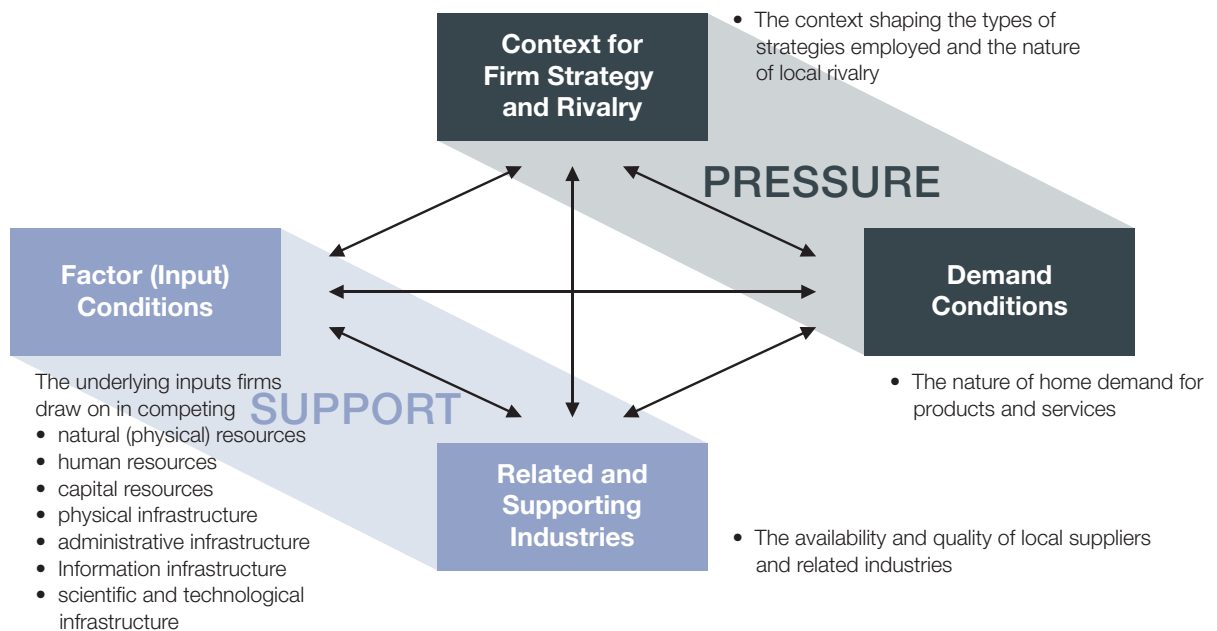 Context for
Firm Strategy
and Rivalry
• The context shaping the types of
strategies employed and the nature
of local rivalry
PRESSURE
Factor (Input)
Conditions
Demand
Conditions
The underlying inputs firms
draw on in competing
• natural (physical) resources
• human resources
• capital resources
• physical infrastructure
• administrative infrastructure
• Information infrastructure
• scientific and technological
infrastructure
SUPPORT
• The nature of home demand for
products and services
Related and
Supporting
Industries
• The availability and quality of local suppliers
and related industries